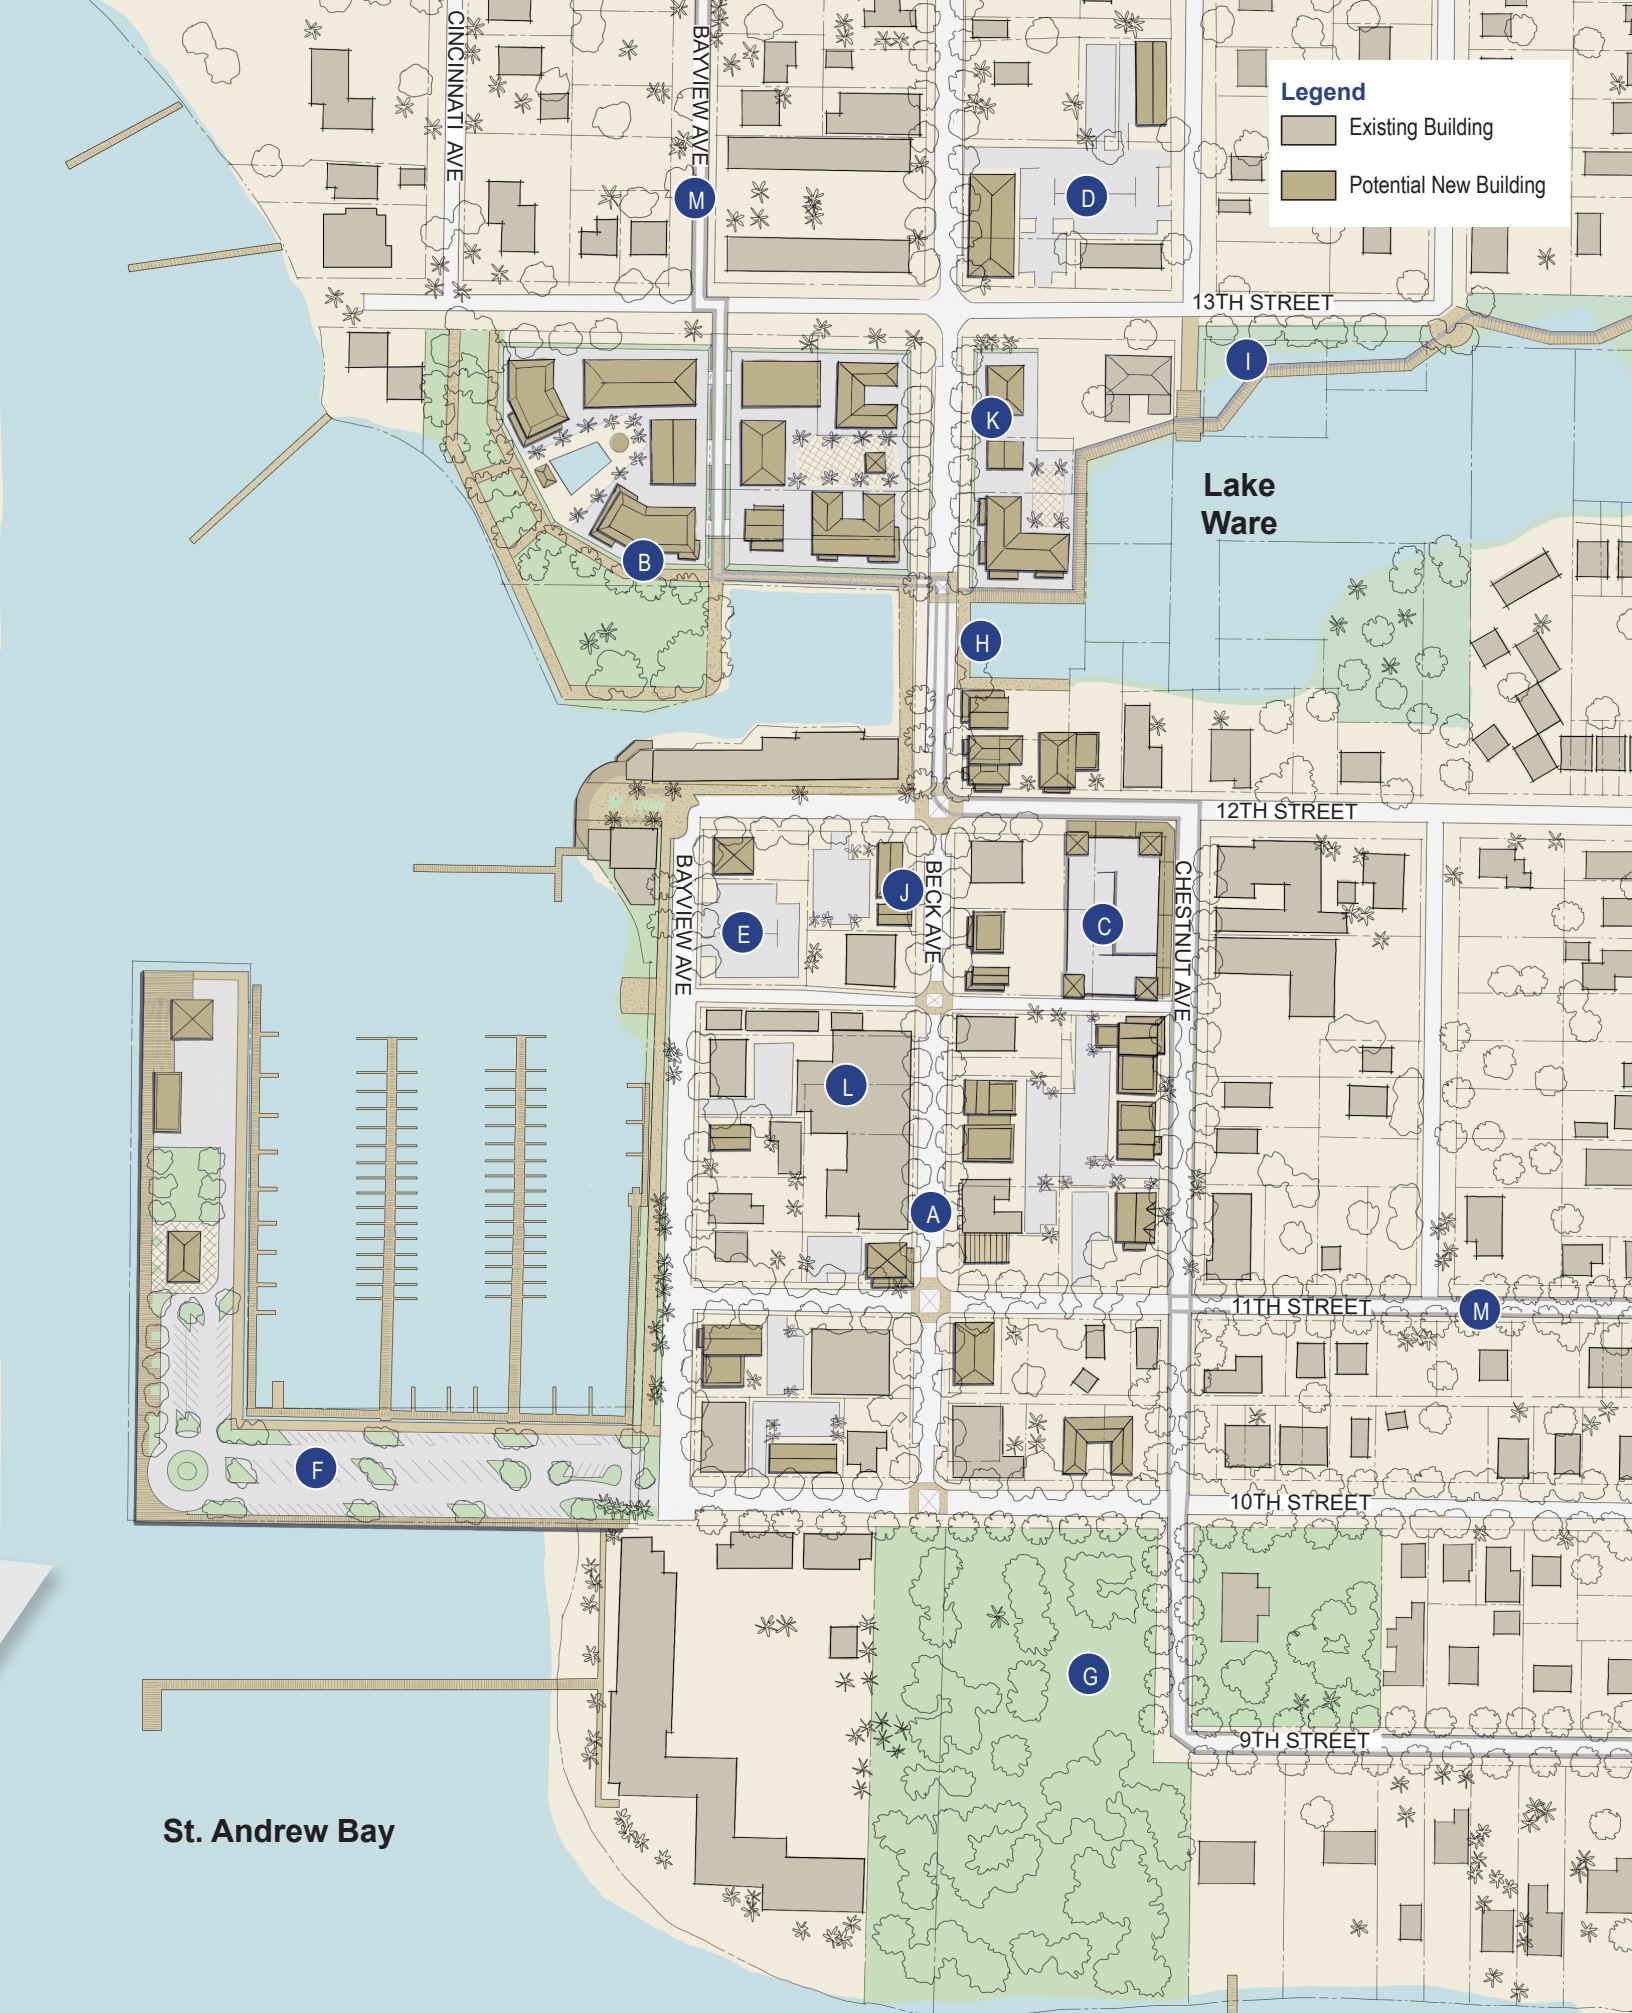 CINCINNATI AVE
BAYVIEW AVE
Legend
Existing Building
Potential New Building
M
D
13TH STREET
I
K
Lake
Ware
B
H
12TH STREET
BAYVIEW AVE
BECK AVE
CHESTNUT AVE
J
E
C
L
A
11TH STREET
M
F
10TH STREET
G
9TH STREET
St. Andrew Bay